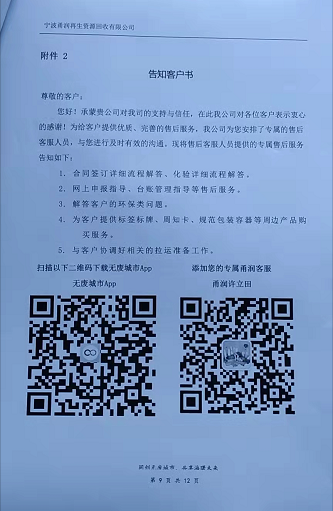 宁波甬润再生资源回收有限公司
附件 2
告知客户书
尊敬的客户：
您好！承蒙贵公司对我司的支持与信任，在此我公司对各位客户表示衷心
的感谢！为给客户提供优质、完善的售后服务，我公司为您安排了专属的售后
客服人员，与您进行及时有效的沟通。现将售后客服人员提供的专属售后服务
告知如下：
1. 合同签订详细流程解答、化验详细流程解答。
2. 网上申报指导、台账管理指导等售后服务。
3. 解答客户的环保类问题。
4. 为客户提供标签标牌、周知卡、规范包装容器等周边产品购
买服务。
5. 与客户协调好相关的拉运准备工作。
扫描以下二维码下载无废城市App
添加您的专属甬润客服
无废城市App
甬润许立田
第 9 页 共 12 页